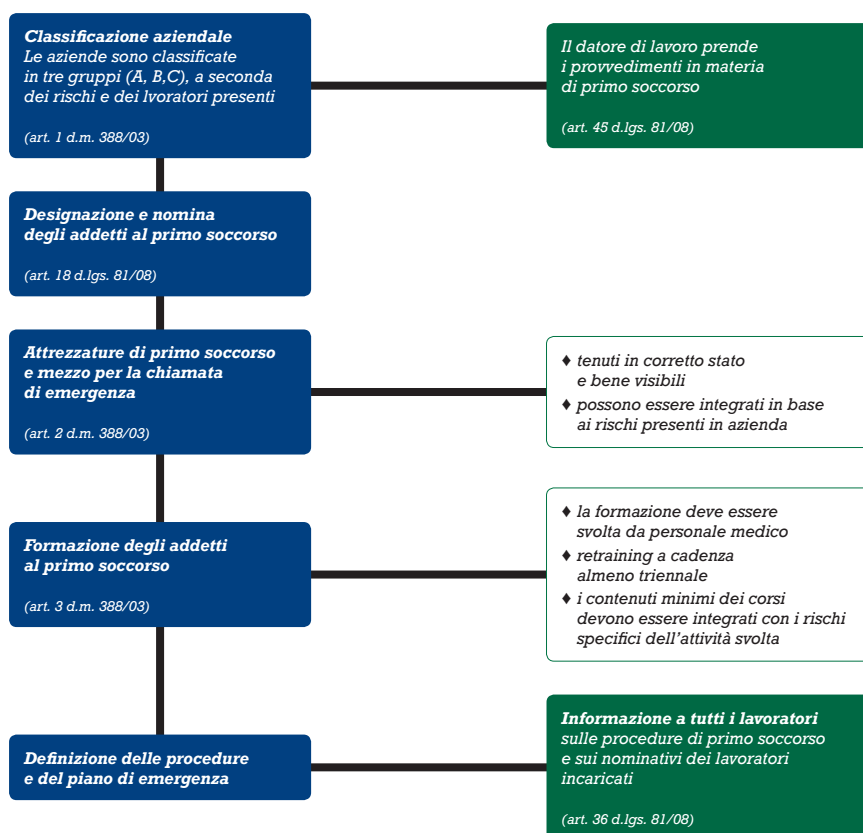 Classificazione aziendale
Le aziende sono classificate
in tre gruppi (A, B,C), a seconda
dei rischi e dei lvoratori presenti
(art. 1 d.m. 388/03)
Il datore di lavoro prende
i provvedimenti in materia
di primo soccorso
(art. 45 d.lgs. 81/08)
Designazione e nomina
degli addetti al primo soccorso
(art. 18 d.lgs. 81/08)
Attrezzature di primo soccorso
e mezzo per la chiamata
di emergenza
(art. 2 d.m. 388/03)
♦ tenuti in corretto stato
e bene visibili
♦ possono essere integrati in base
ai rischi presenti in azienda
Formazione degli addetti
al primo soccorso
(art. 3 d.m. 388/03)
♦ la formazione deve essere
svolta da personale medico
♦ retraining a cadenza
almeno triennale
♦ i contenuti minimi dei corsi
devono essere integrati con i rischi
specifici dell'attività svolta
Definizione delle procedure
e del piano di emergenza
Informazione a tutti i lavoratori
sulle procedure di primo soccorso
e sui nominativi dei lavoratori
incaricati
(art. 36 d.lgs. 81/08)